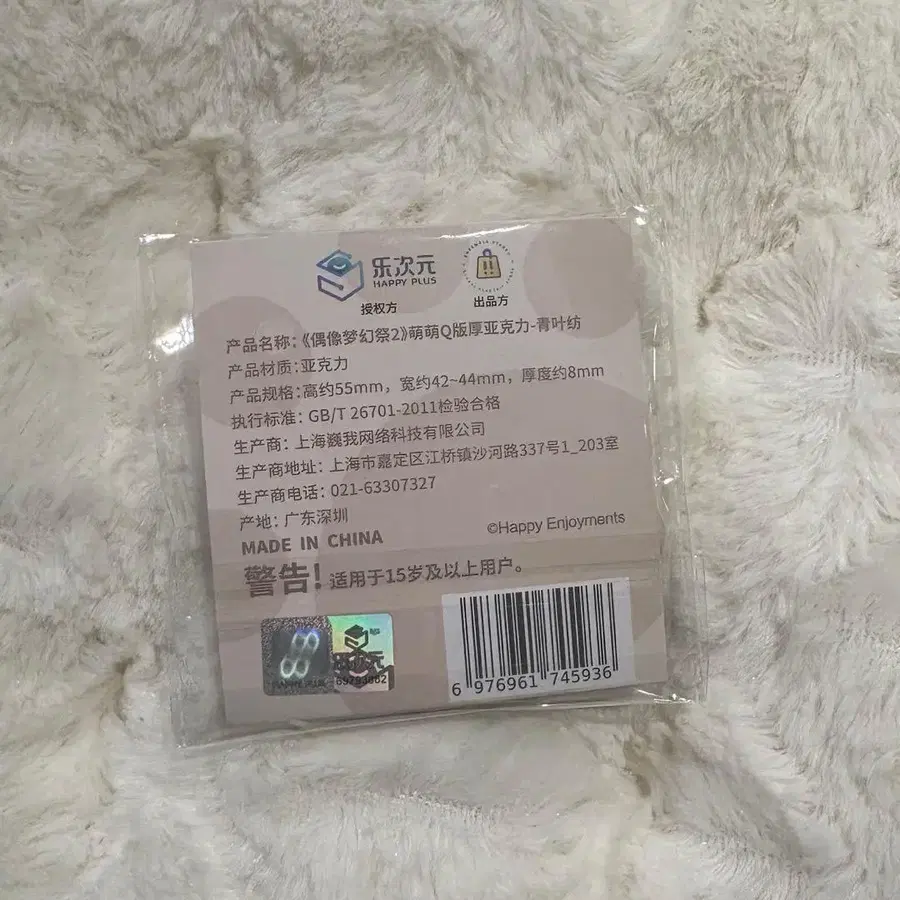 乐次元
HAPPY PLUS
授权方
出品方
产品名称：《偶像梦幻祭2》萌萌Q版厚亚克力-青叶纺
产品材质：亚克力
产品规格：高约55mm，宽约42~44mm，厚度约8mm
执行标准：GB/T 26701-2011检验合格
生产商：上海巍我网络科技有限公司
生产商地址：上海市嘉定区江桥镇沙河路337号1_203室
生产商电话：021-63307327
产地：广东深圳
©Happy Enjoyments
MADE IN CHINA
警告！适用于15岁及以上用户。
乐次元
HAPPY PLUS
6 976961 745936